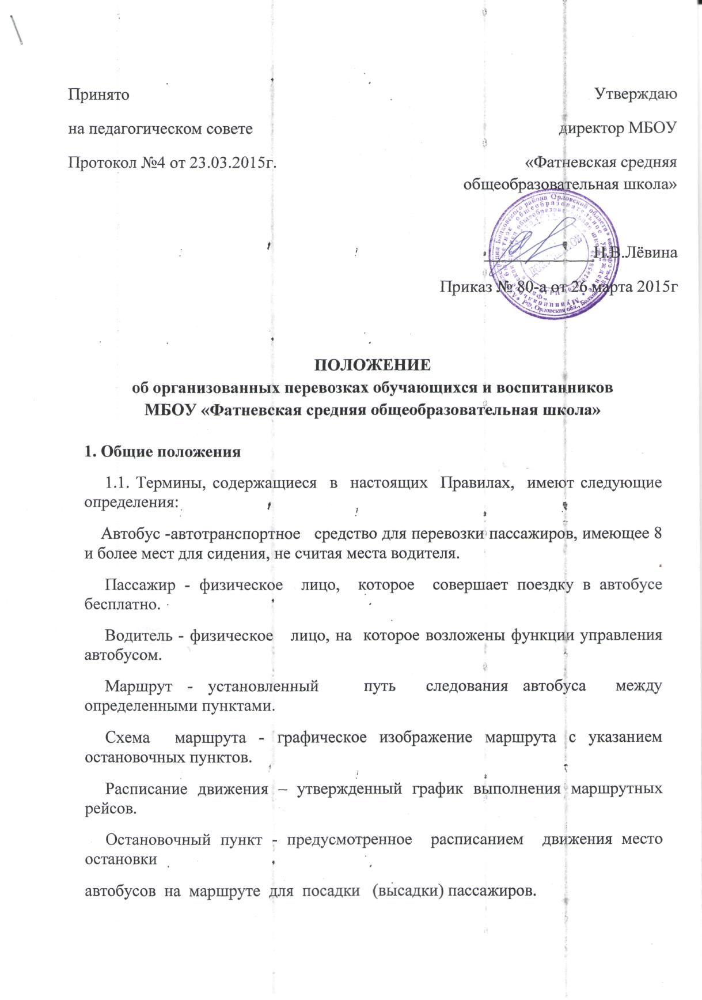 Принято
Утверждаю
на педагогическом совете
директор МБОУ
Протокол №4 от 23.03.2015г.
«Фатневская средняя
общеобразовательная школа»
Н.В.Лёвина
Приказ № 80-а от 26 марта 2015г
ПОЛОЖЕНИЕ
об организованных перевозках обучающихся и воспитанников
МБОУ «Фатневская средняя общеобразовательная школа»
1. Общие положения
1.1. Термины, содержащиеся в настоящих Правилах, имеют следующие
определения:
Автобус -автотранспортное средство для перевозки пассажиров, имеющее 8
и более мест для сидения, не считая места водителя.
Пассажир - физическое лицо, которое совершает поездку в автобусе
бесплатно.
Водитель - физическое лицо, на которое возложены функции управления
автобусом.
Маршрут - установленный путь следования автобуса между
определенными пунктами.
Схема маршрута - графическое изображение маршрута с указанием
остановочных пунктов.
Расписание движения – утвержденный график выполнения маршрутных
рейсов.
Остановочный пункт - предусмотренное расписанием движения место
остановки
автобусов на маршруте для посадки (высадки) пассажиров.